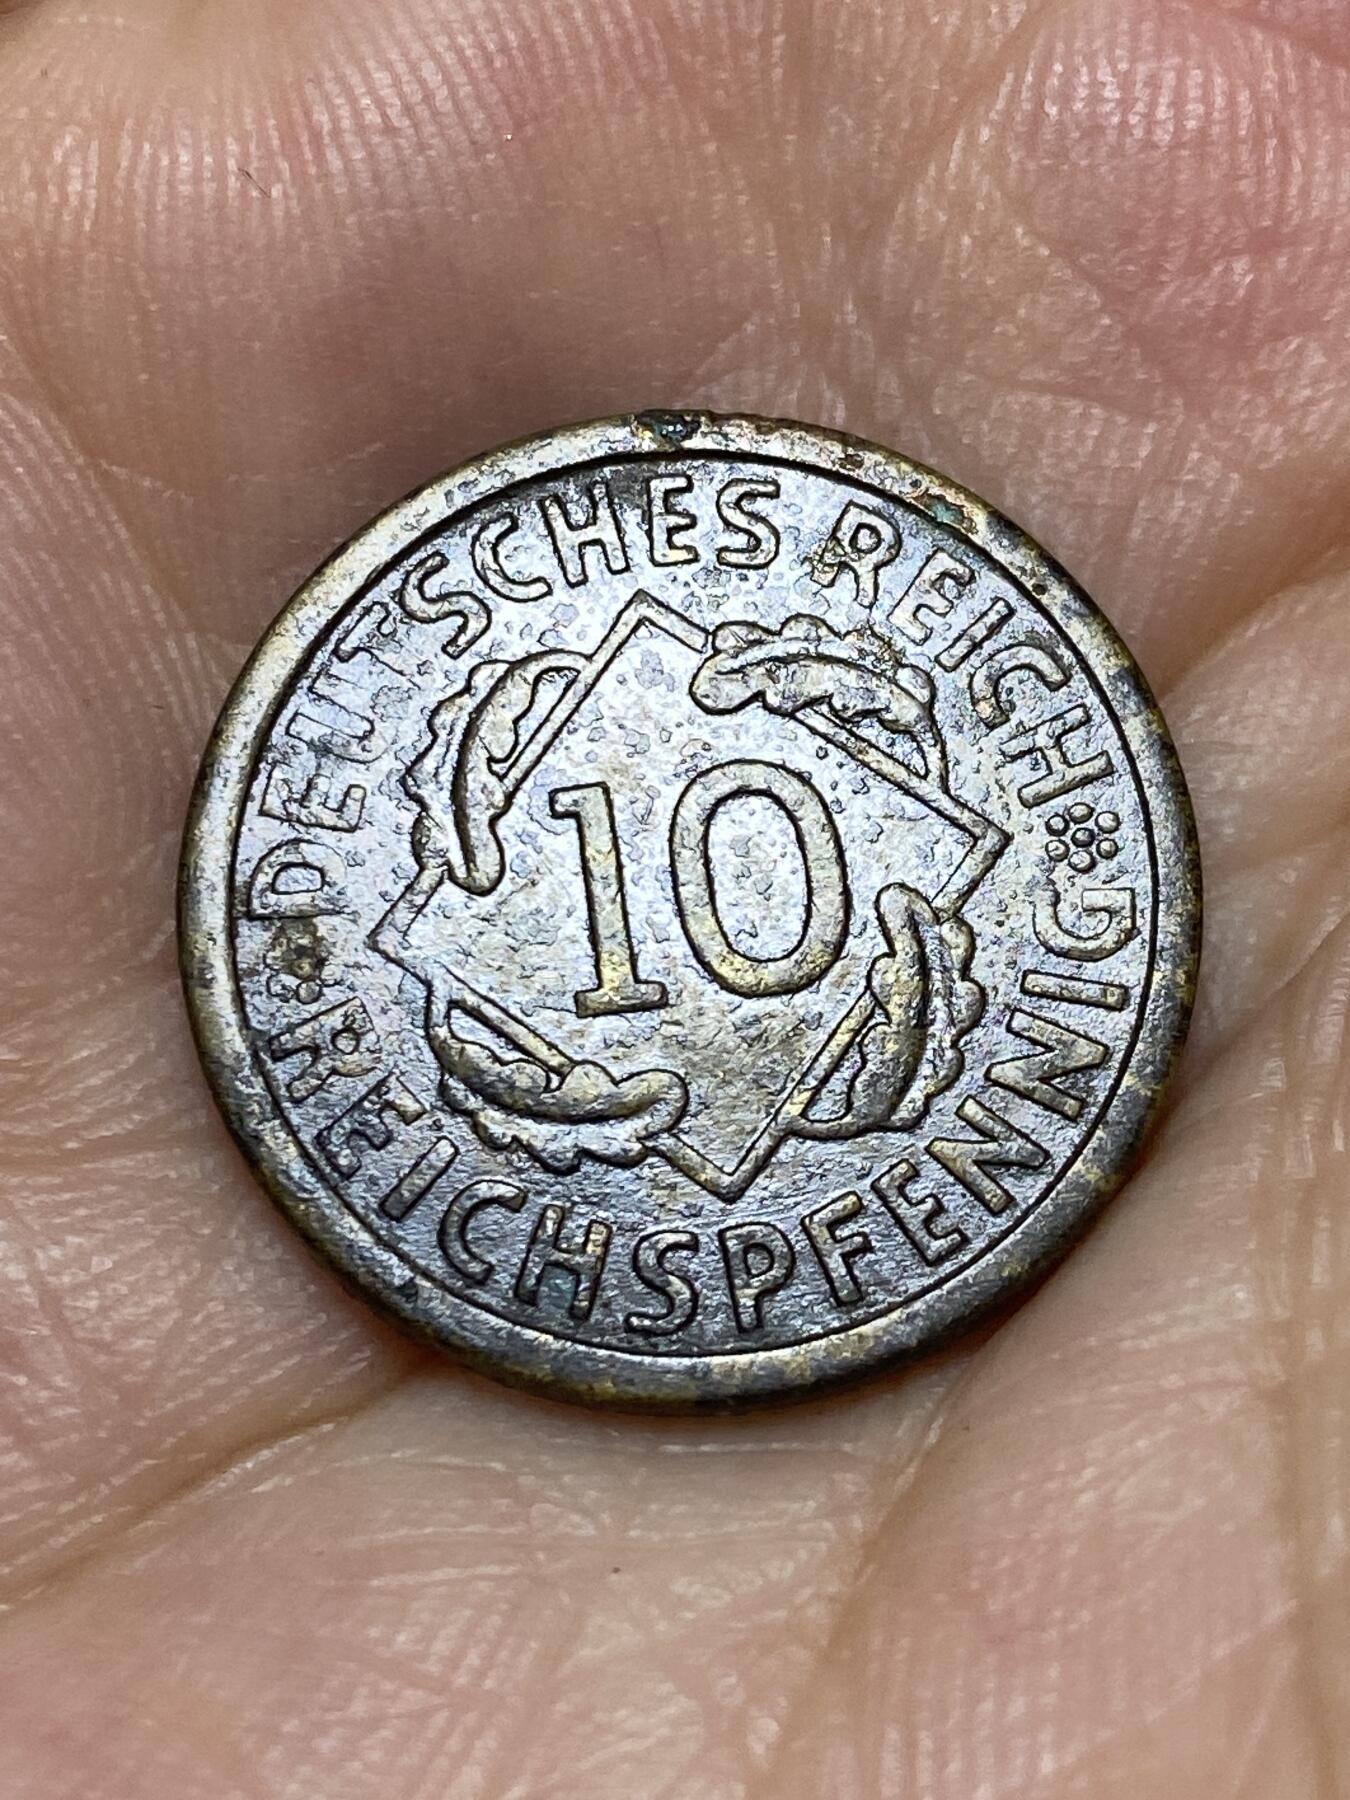 DEUTSCHES REICH
10
REICHSPFENNIG